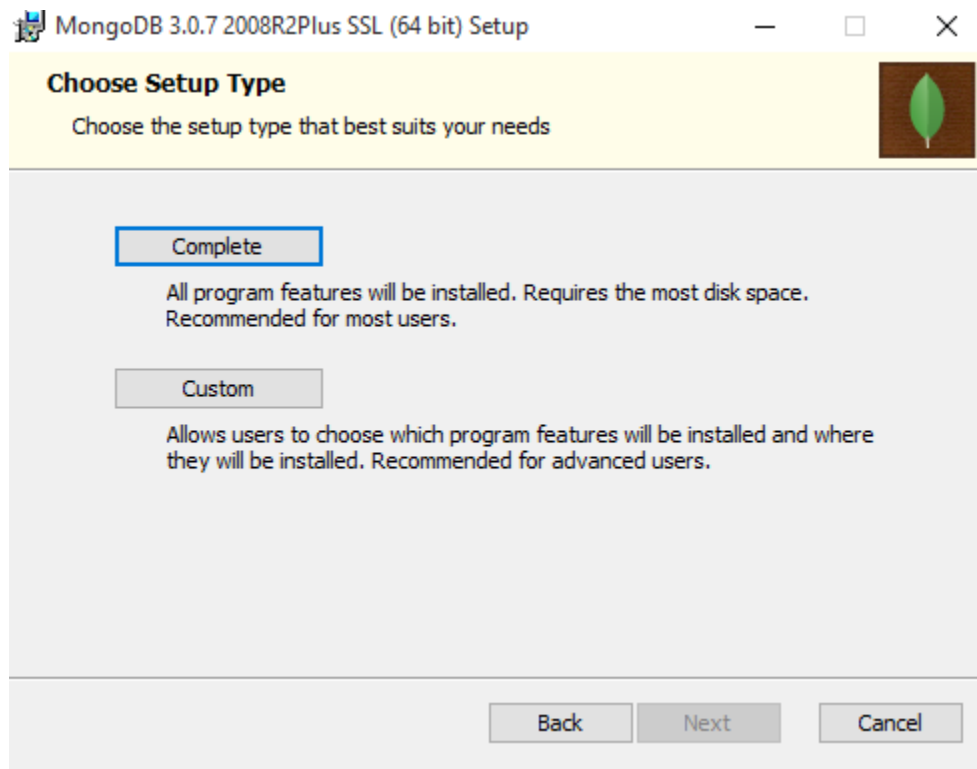 MongoDB 3.0.7 2008R2Plus SSL (64 bit) Setup
Choose Setup Type
Choose the setup type that best suits your needs
Complete
All program features will be installed. Requires the most disk space.
Recommended for most users.
Custom
Allows users to choose which program features will be installed and where
they will be installed. Recommended for advanced users.
Back Next Cancel